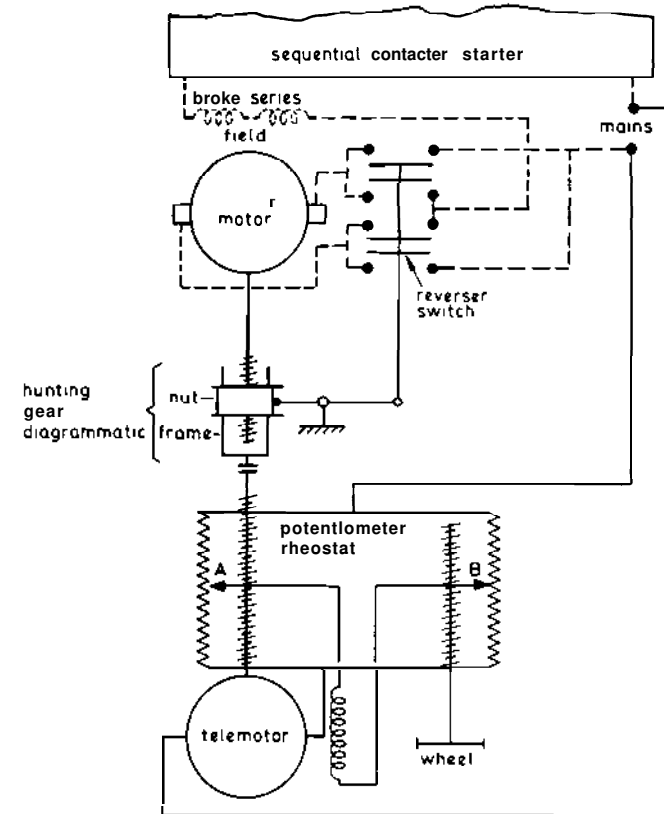 sequential contacter starter
broke series
field
mains
motor r
reverser
switch
hunting
gear
diagrammatic
nut
frame
potentlometer
rheostat
A
B
telemotor
wheel